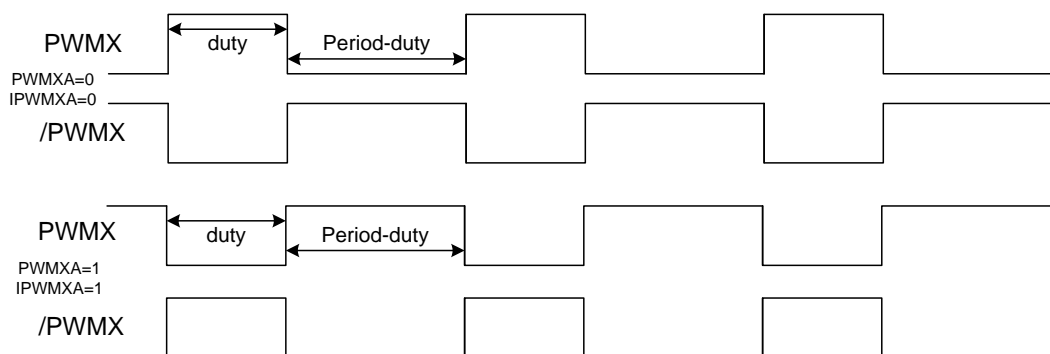 PWMX
duty
Period-duty
PWMXA=0
IPWMXA=0
/PWMX
PWMX
duty
Period-duty
PWMXA=1
IPWMXA=1
/PWMX